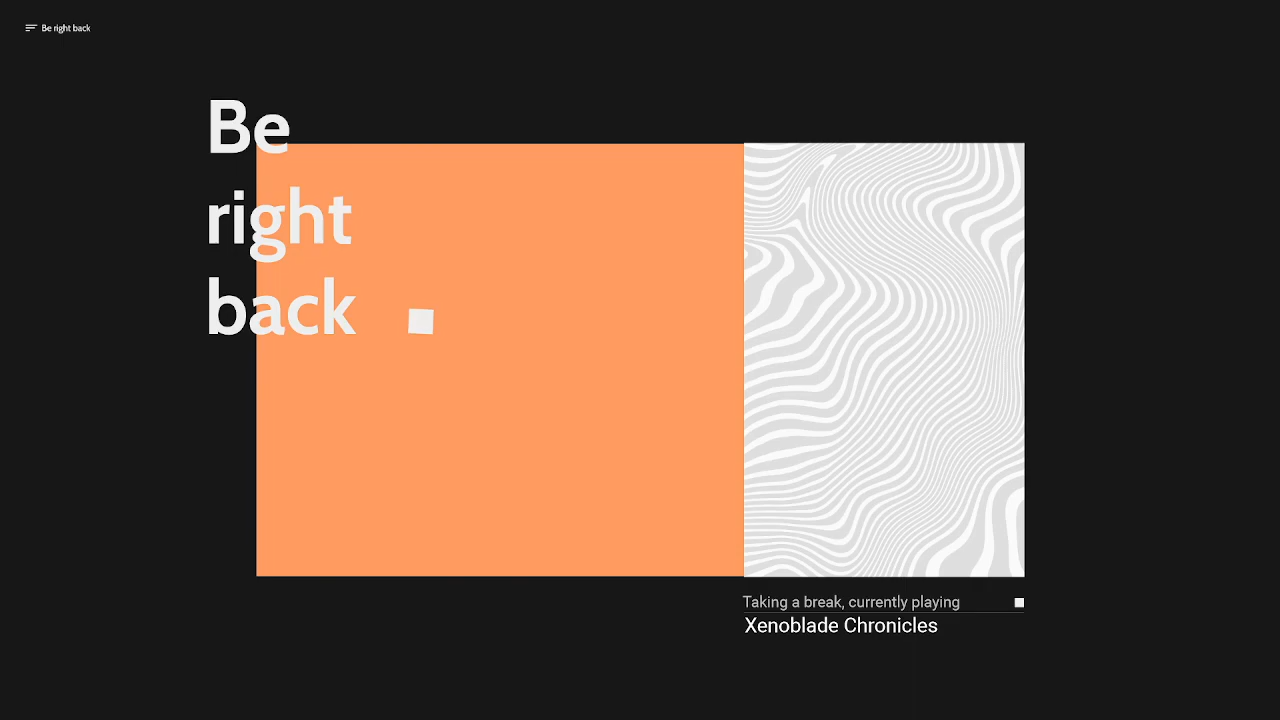 Be right back
Be
right
back
Taking a break, currently playing
Xenoblade Chronicles